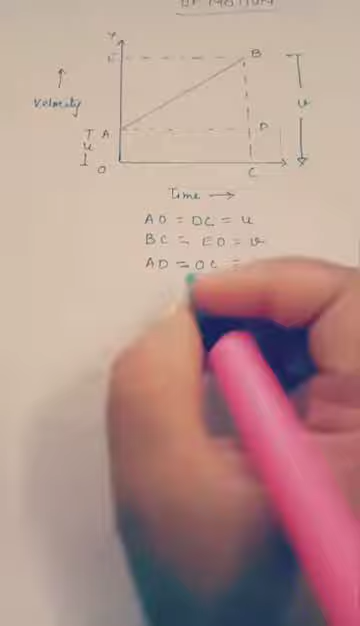 OF MOTION
Y
E
B
Velocity
T
u
A
D
v
O
C
Time →
AO = DC = u
BC = EO = v
AD = OC =